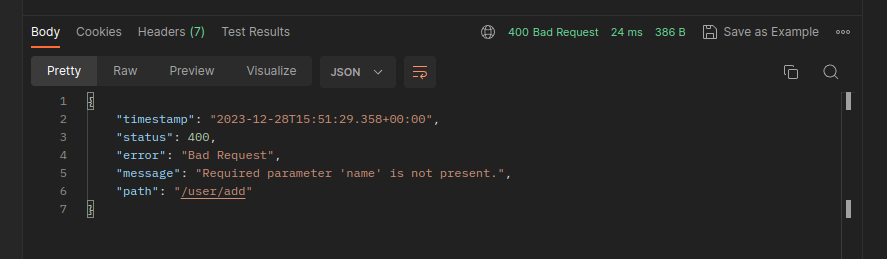 Body Cookies Headers (7) Test Results 400 Bad Request 24 ms 386 B Save as Example
Pretty Raw Preview Visualize JSON
1 {
2 "timestamp": "2023-12-28T15:51:29.358+00:00",
3 "status": 400,
4 "error": "Bad Request",
5 "message": "Required parameter 'name' is not present.",
6 "path": "/user/add"
7 }